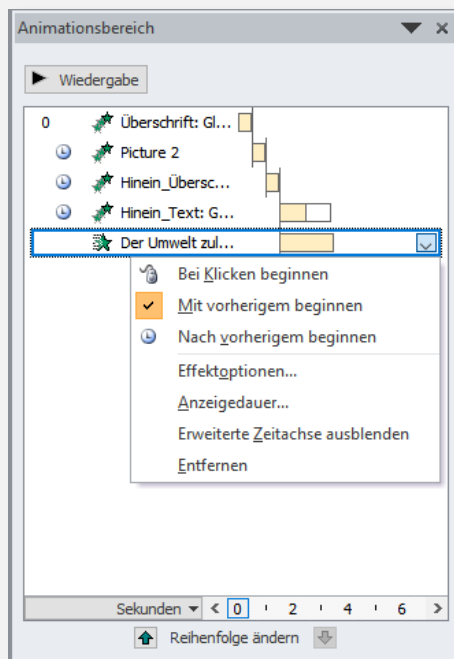 Animationsbereich
Wiedergabe
0 Überschrift: Gl...
Picture 2
Hinein_Übersc...
Hinein_Text: G...
Der Umwelt zul...
Bei Klicken beginnen
Mit vorherigem beginnen
Nach vorherigem beginnen
Effektoptionen...
Anzeigedauer...
Erweiterte Zeitachse ausblenden
Entfernen
Sekunden 0 2 4 6
Reihenfolge ändern